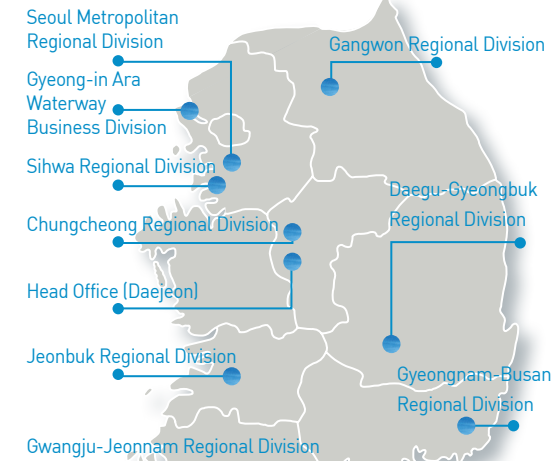 Seoul Metropolitan
Regional Division
Gangwon Regional Division
Gyeong-in Ara
Waterway
Business Division
Sihwa Regional Division
Daegu-Gyeongbuk
Regional Division
Chungcheong Regional Division
Head Office (Daejeon)
Jeonbuk Regional Division
Gyeongnam-Busan
Regional Division
Gwangju-Jeonnam Regional Division